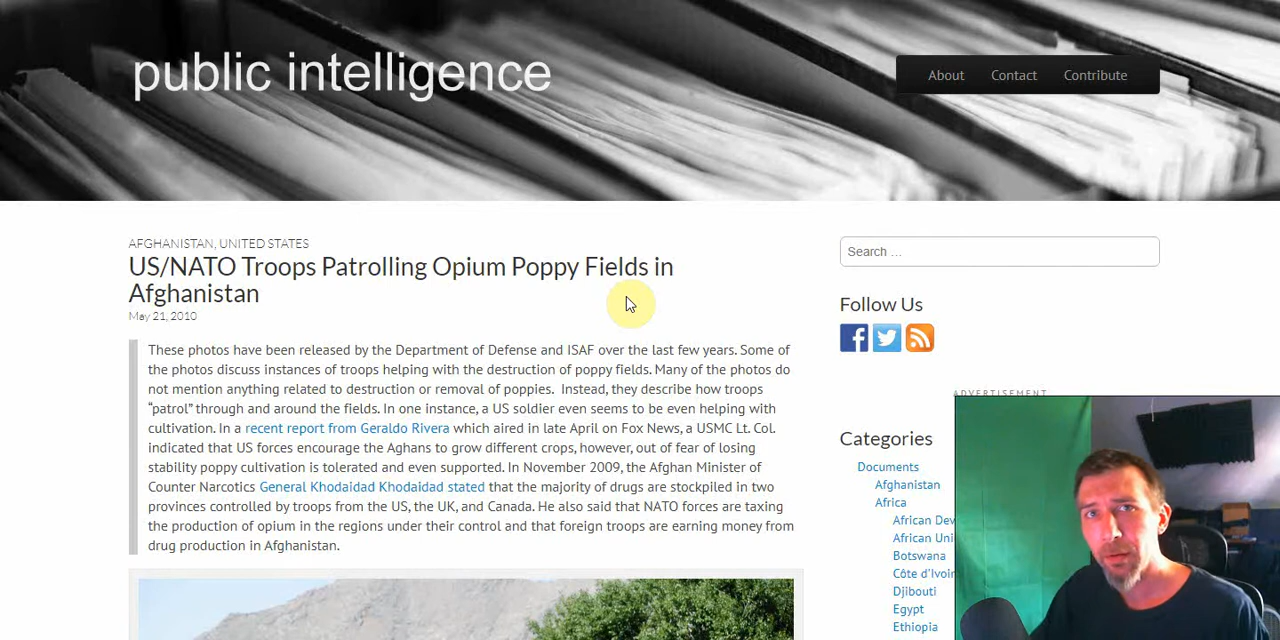 public intelligence
About Contact Contribute
AFGHANISTAN, UNITED STATES
US/NATO Troops Patrolling Opium Poppy Fields in
Afghanistan
May 21, 2010
These photos have been released by the Department of Defense and ISAF over the last few years. Some of
the photos discuss instances of troops helping with the destruction of poppy fields. Many of the photos do
not mention anything related to destruction or removal of poppies. Instead, they describe how troops
“patrol” through and around the fields. In one instance, a US soldier even seems to be even helping with
cultivation. In a recent report from Geraldo Rivera which aired in late April on Fox News, a USMC Lt. Col.
indicated that US forces encourage the Aghans to grow different crops, however, out of fear of losing
stability poppy cultivation is tolerated and even supported. In November 2009, the Afghan Minister of
Counter Narcotics General Khodaidad Khodaidad stated that the majority of drugs are stockpiled in two
provinces controlled by troops from the US, the UK, and Canada. He also said that NATO forces are taxing
the production of opium in the regions under their control and that foreign troops are earning money from
drug production in Afghanistan.
Search ...
Follow Us
ADVERTISEMENT
Categories
Documents
Afghanistan
Africa
African Dev
African Uni
Botswana
Côte d'Ivoir
Djibouti
Egypt
Ethiopia